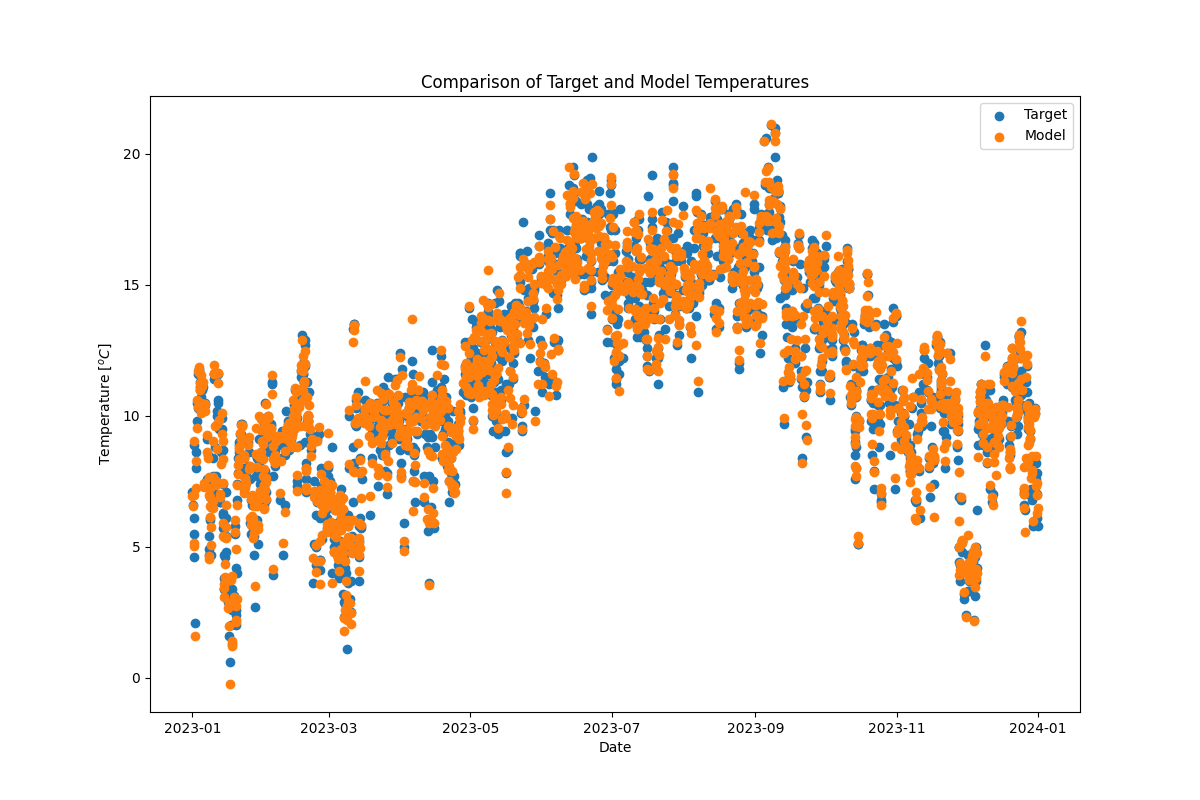 Comparison of Target and Model Temperatures
Target
Model
Temperature [°C]
20
15
10
5
0
2023-01
2023-03
2023-05
2023-07
2023-09
2023-11
2024-01
Date